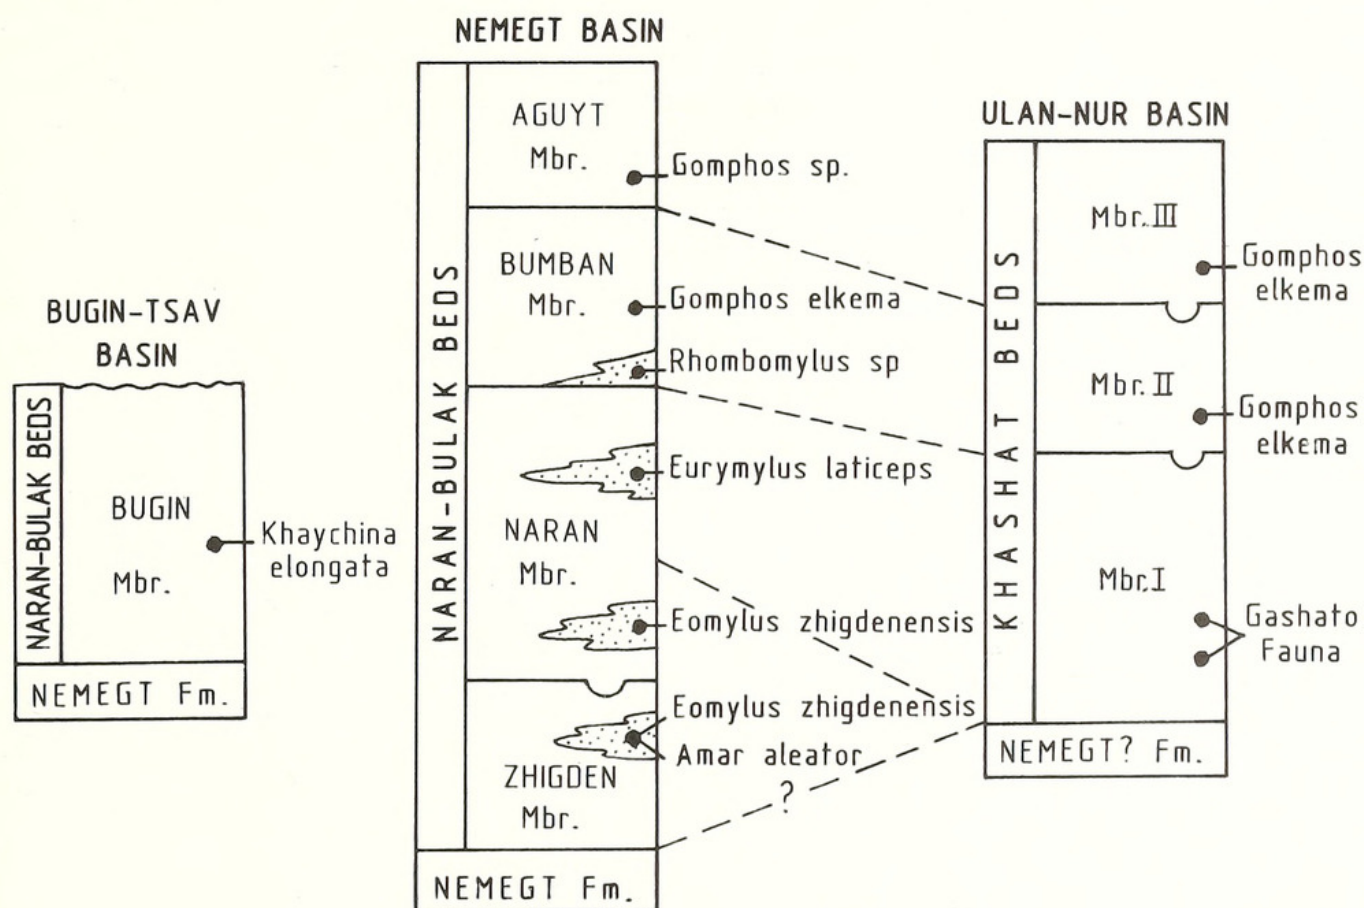 NEMEGT BASIN
AGUYT
Mbr.
Gomphos sp.
BUMBAN
Mbr.
Gomphos elkema
Rhombomylus sp
Eurymylus laticeps
NARAN
Mbr.
Eomylus zhigdenensis
Eomylus zhigdenensis
Amar aleator
ZHIGDEN
Mbr.
?
NARAN-BULAK BEDS
NEMEGT Fm.
BUGIN-TSAV
BASIN
NARAN-BULAK BEDS
BUGIN
Mbr.
Khaychina
elongata
NEMEGT Fm.
ULAN-NUR BASIN
KHASHAT BEDS
Mbr. III
Gomphos
elkema
Mbr. II
Gomphos
elkema
Mbr. I
Gashato
Fauna
NEMEGT? Fm.